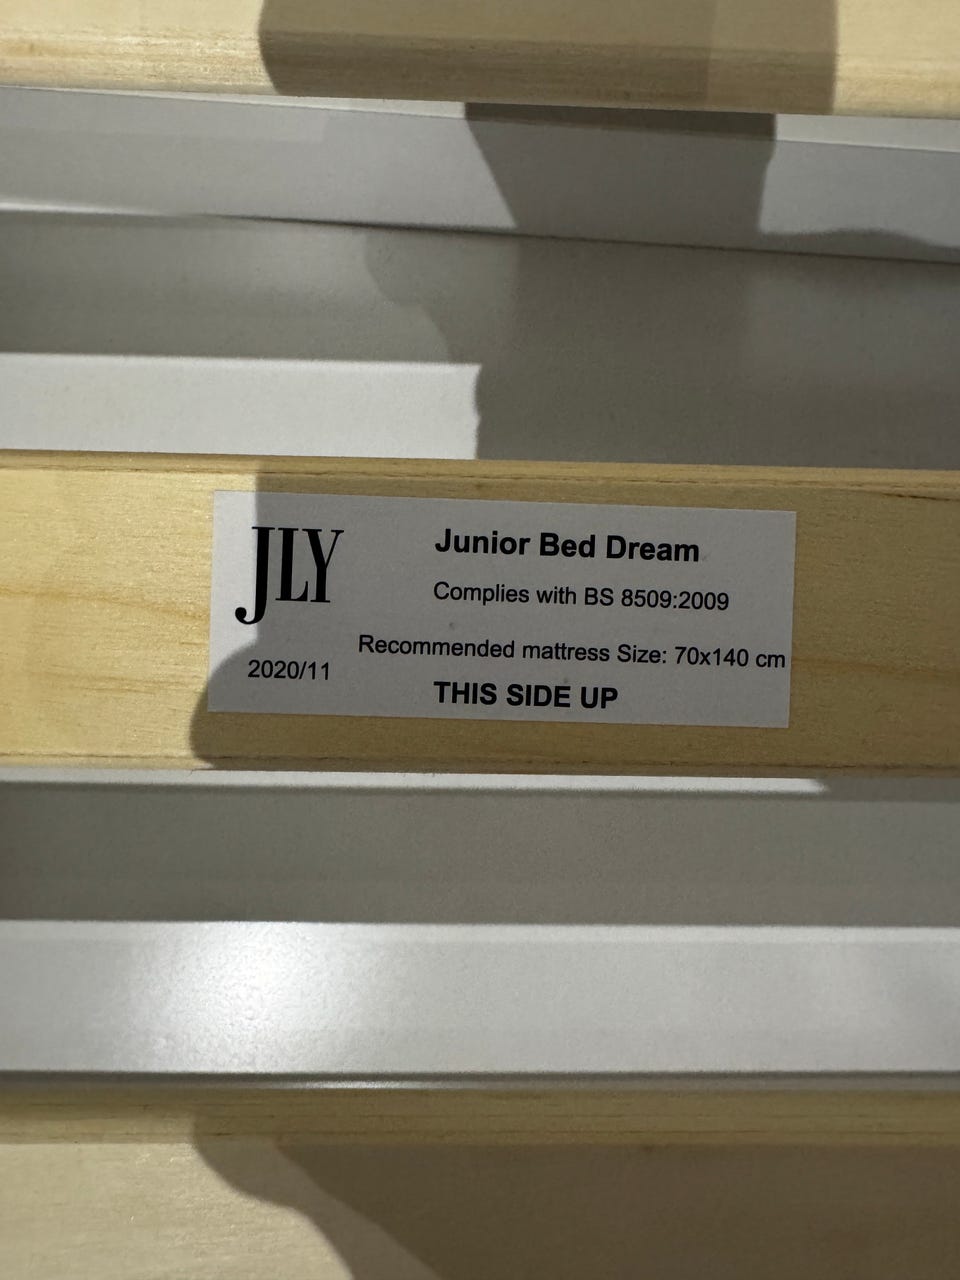 JLY
Junior Bed Dream
Complies with BS 8509:2009
Recommended mattress Size: 70x140 cm
2020/11
THIS SIDE UP